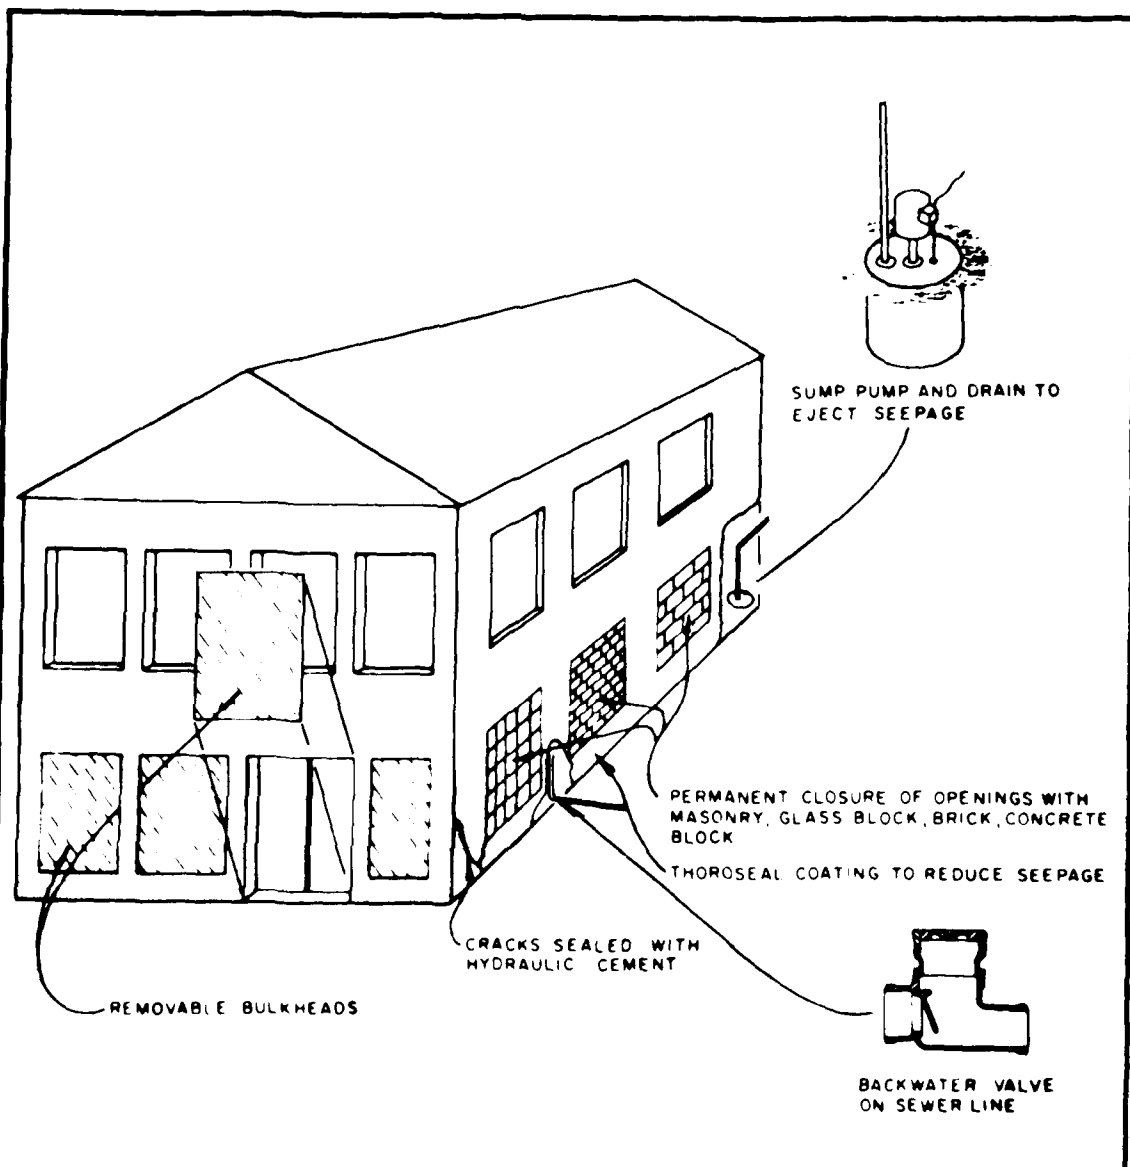 SUMP PUMP AND DRAIN TO
EJECT SEEPAGE
PERMANENT CLOSURE OF OPENINGS WITH
MASONRY, GLASS BLOCK, BRICK, CONCRETE
BLOCK
THOROSEAL COATING TO REDUCE SEEPAGE
CRACKS SEALED WITH
HYDRAULIC CEMENT
REMOVABLE BULKHEADS
BACKWATER VALVE
ON SEWER LINE